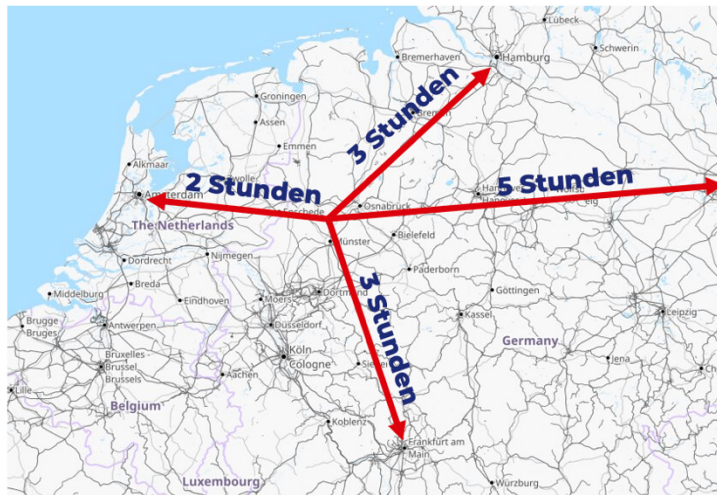 Lübeck
Schwerin
Bremerhaven
Hamburg
Groningen
Assen
Emmen
Bremen
3 Stunden
Alkmaar
Zwolle
Amsterdam
2 Stunden
5 Stunden
Enschede
Osnabrück
The Netherlands
Münster
Bielefeld
Nijmegen
Dordrecht
Breda
Paderborn
Middelburg
Eindhoven
Moers
Dortmund
Göttingen
Brugge
Bruges
Antwerpen
Düsseldorf
Kassel
Leipzig
3 Stunden
Germany
Bruxelles
Brussel
Brussels
Köln
Cologne
Jena
Lille
Aachen
Belgium
Koblenz
Frankfurt am
Main
Luxembourg
Würzburg